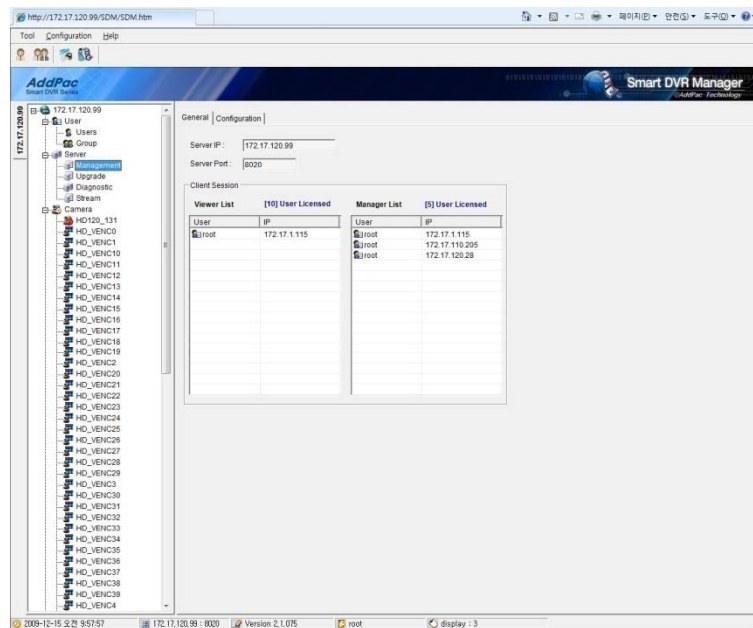 http://172.17.120.99/SDM/SDM.htm
페이지(P) 안전(S) 도구(O)
Tool Configuration Help
AddPac
Smart DVR Series
Smart DVR Manager
AddPac Technology
172.17.120.99
172.17.120.99
User
Users
Group
Server
Management
Upgrade
Diagnostic
Stream
Camera
HD120_131
HD_VENC0
HD_VENC1
HD_VENC10
HD_VENC11
HD_VENC12
HD_VENC13
HD_VENC14
HD_VENC15
HD_VENC16
HD_VENC17
HD_VENC18
HD_VENC19
HD_VENC2
HD_VENC20
HD_VENC21
HD_VENC22
HD_VENC23
HD_VENC24
HD_VENC25
HD_VENC26
HD_VENC27
HD_VENC28
HD_VENC29
HD_VENC3
HD_VENC30
HD_VENC31
HD_VENC32
HD_VENC33
HD_VENC34
HD_VENC35
HD_VENC36
HD_VENC37
HD_VENC38
HD_VENC39
HD_VENC4
General Configuration
Server IP : 172.17.120.99
Server Port : 8020
Client Session
Viewer List [10] User Licensed Manager List [5] User Licensed
User IP User IP
root 172.17.1.115 root 172.17.1.115
root 172.17.110.205
root 172.17.120.28
2009-12-15 오전 9:57:57 172.17.120.99 : 8020 Version 2.1.075 root display : 3